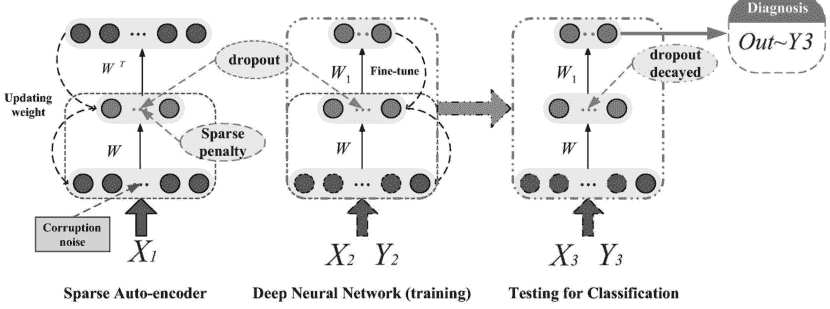 Diagnosis
Out~Y3
W T
dropout
W1
Fine-tune
W1
dropout
decayed
Updating
weight
Sparse
penalty
W
W
W
Corruption
noise
X1
X2 Y2
X3 Y3
Sparse Auto-encoder
Deep Neural Network (training)
Testing for Classification